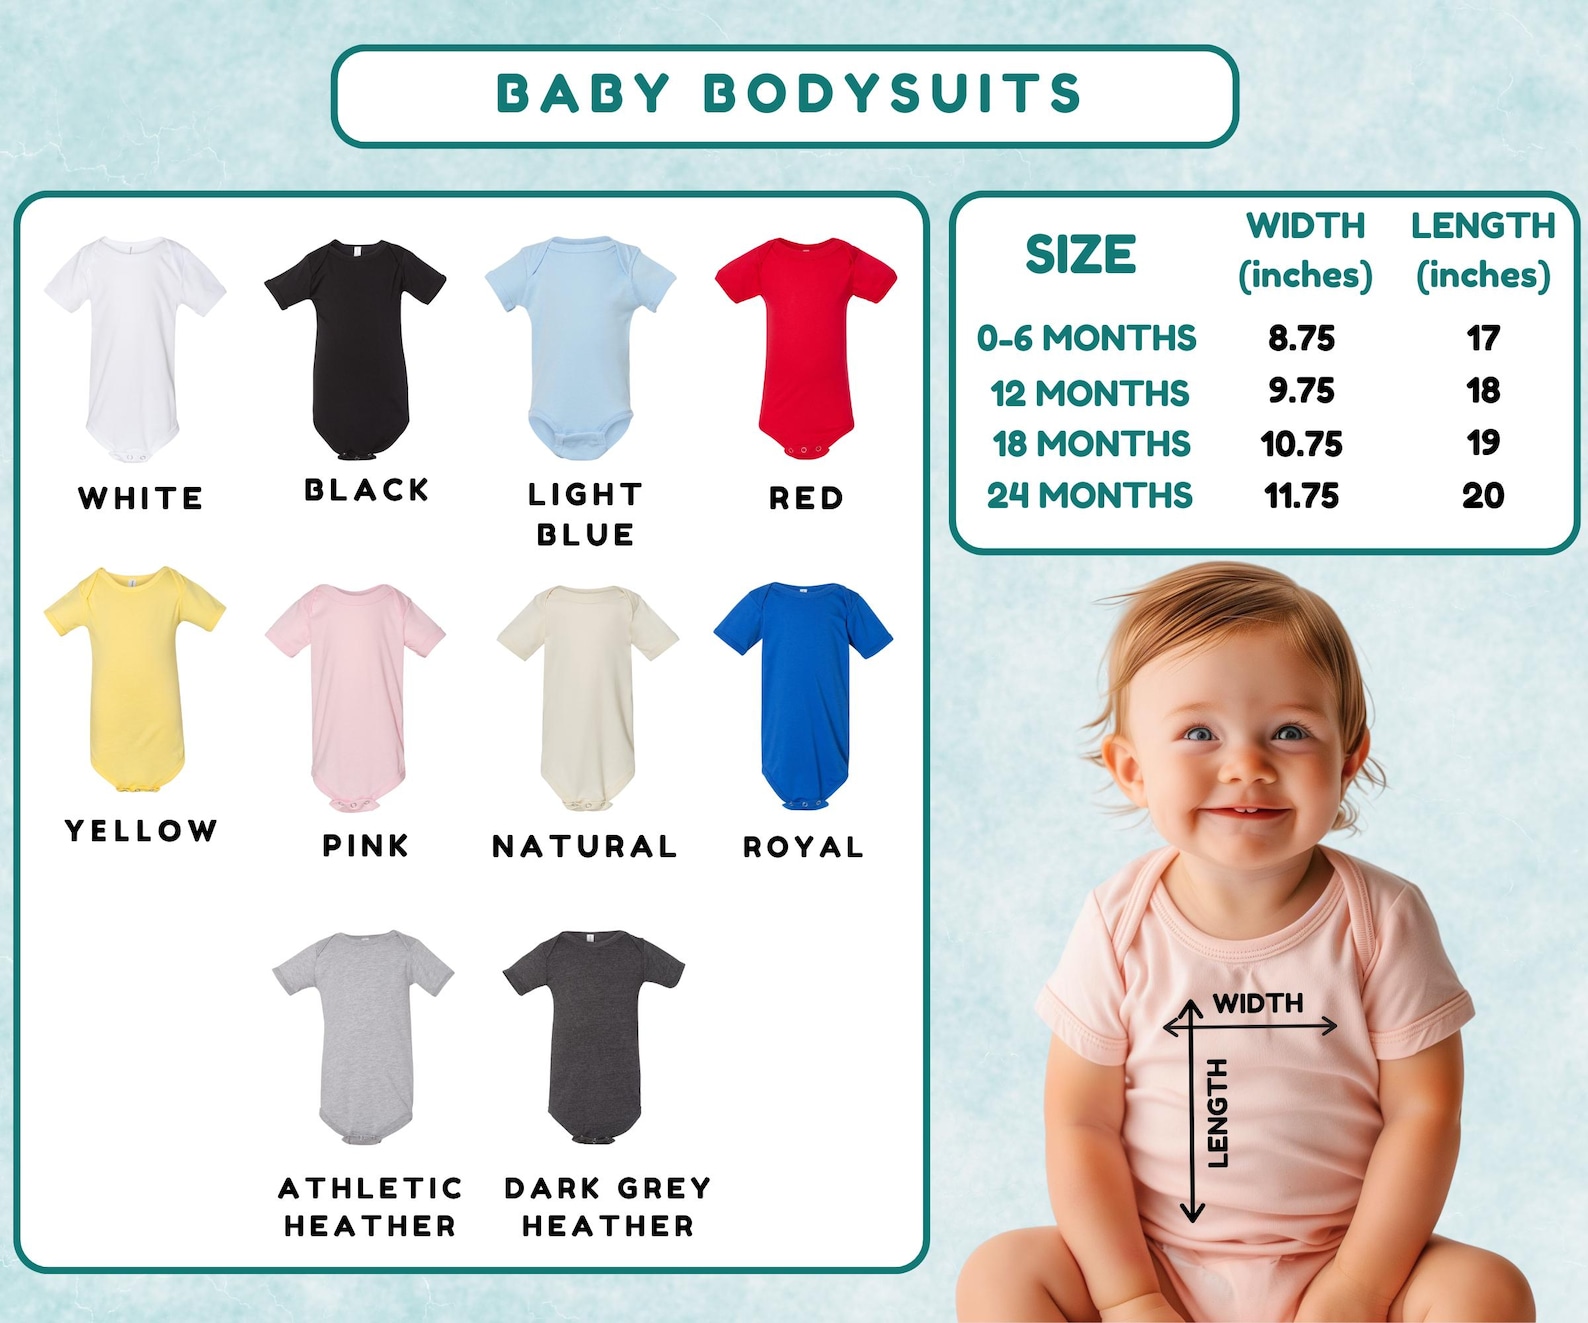 BABY BODYSUITS
WHITE
BLACK
LIGHT
BLUE
RED
YELLOW
PINK
NATURAL
ROYAL
ATHLETIC
HEATHER
DARK GREY
HEATHER
SIZE WIDTH LENGTH
(inches) (inches)
0-6 MONTHS 8.75 17
12 MONTHS 9.75 18
18 MONTHS 10.75 19
24 MONTHS 11.75 20
WIDTH
LENGTH